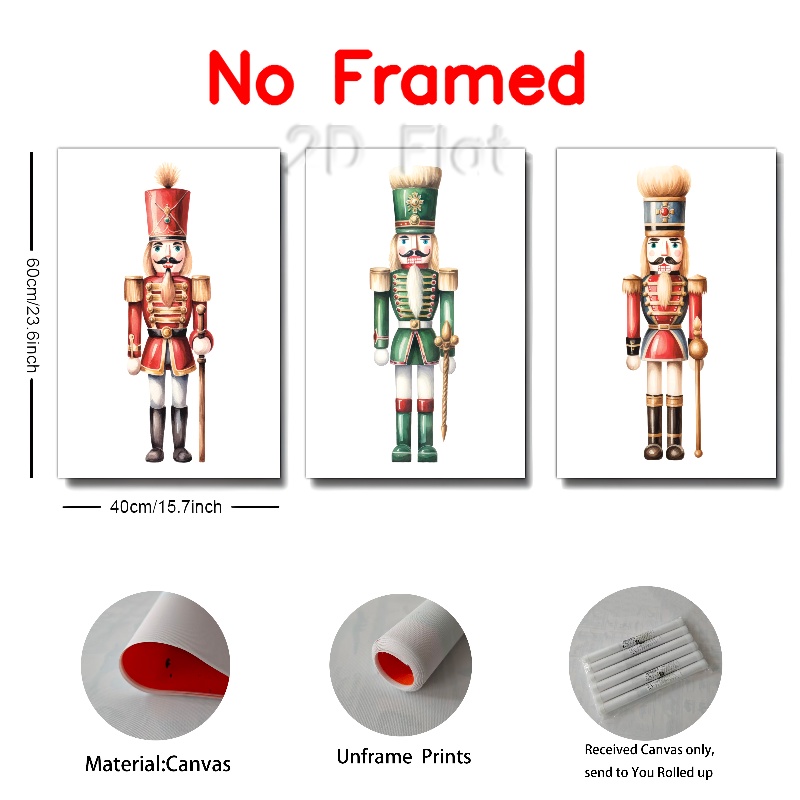 No Framed
2D Flat
60cm/23.6inch
40cm/15.7inch
Material:Canvas
Unframe Prints
Received Canvas only,
send to You Rolled up